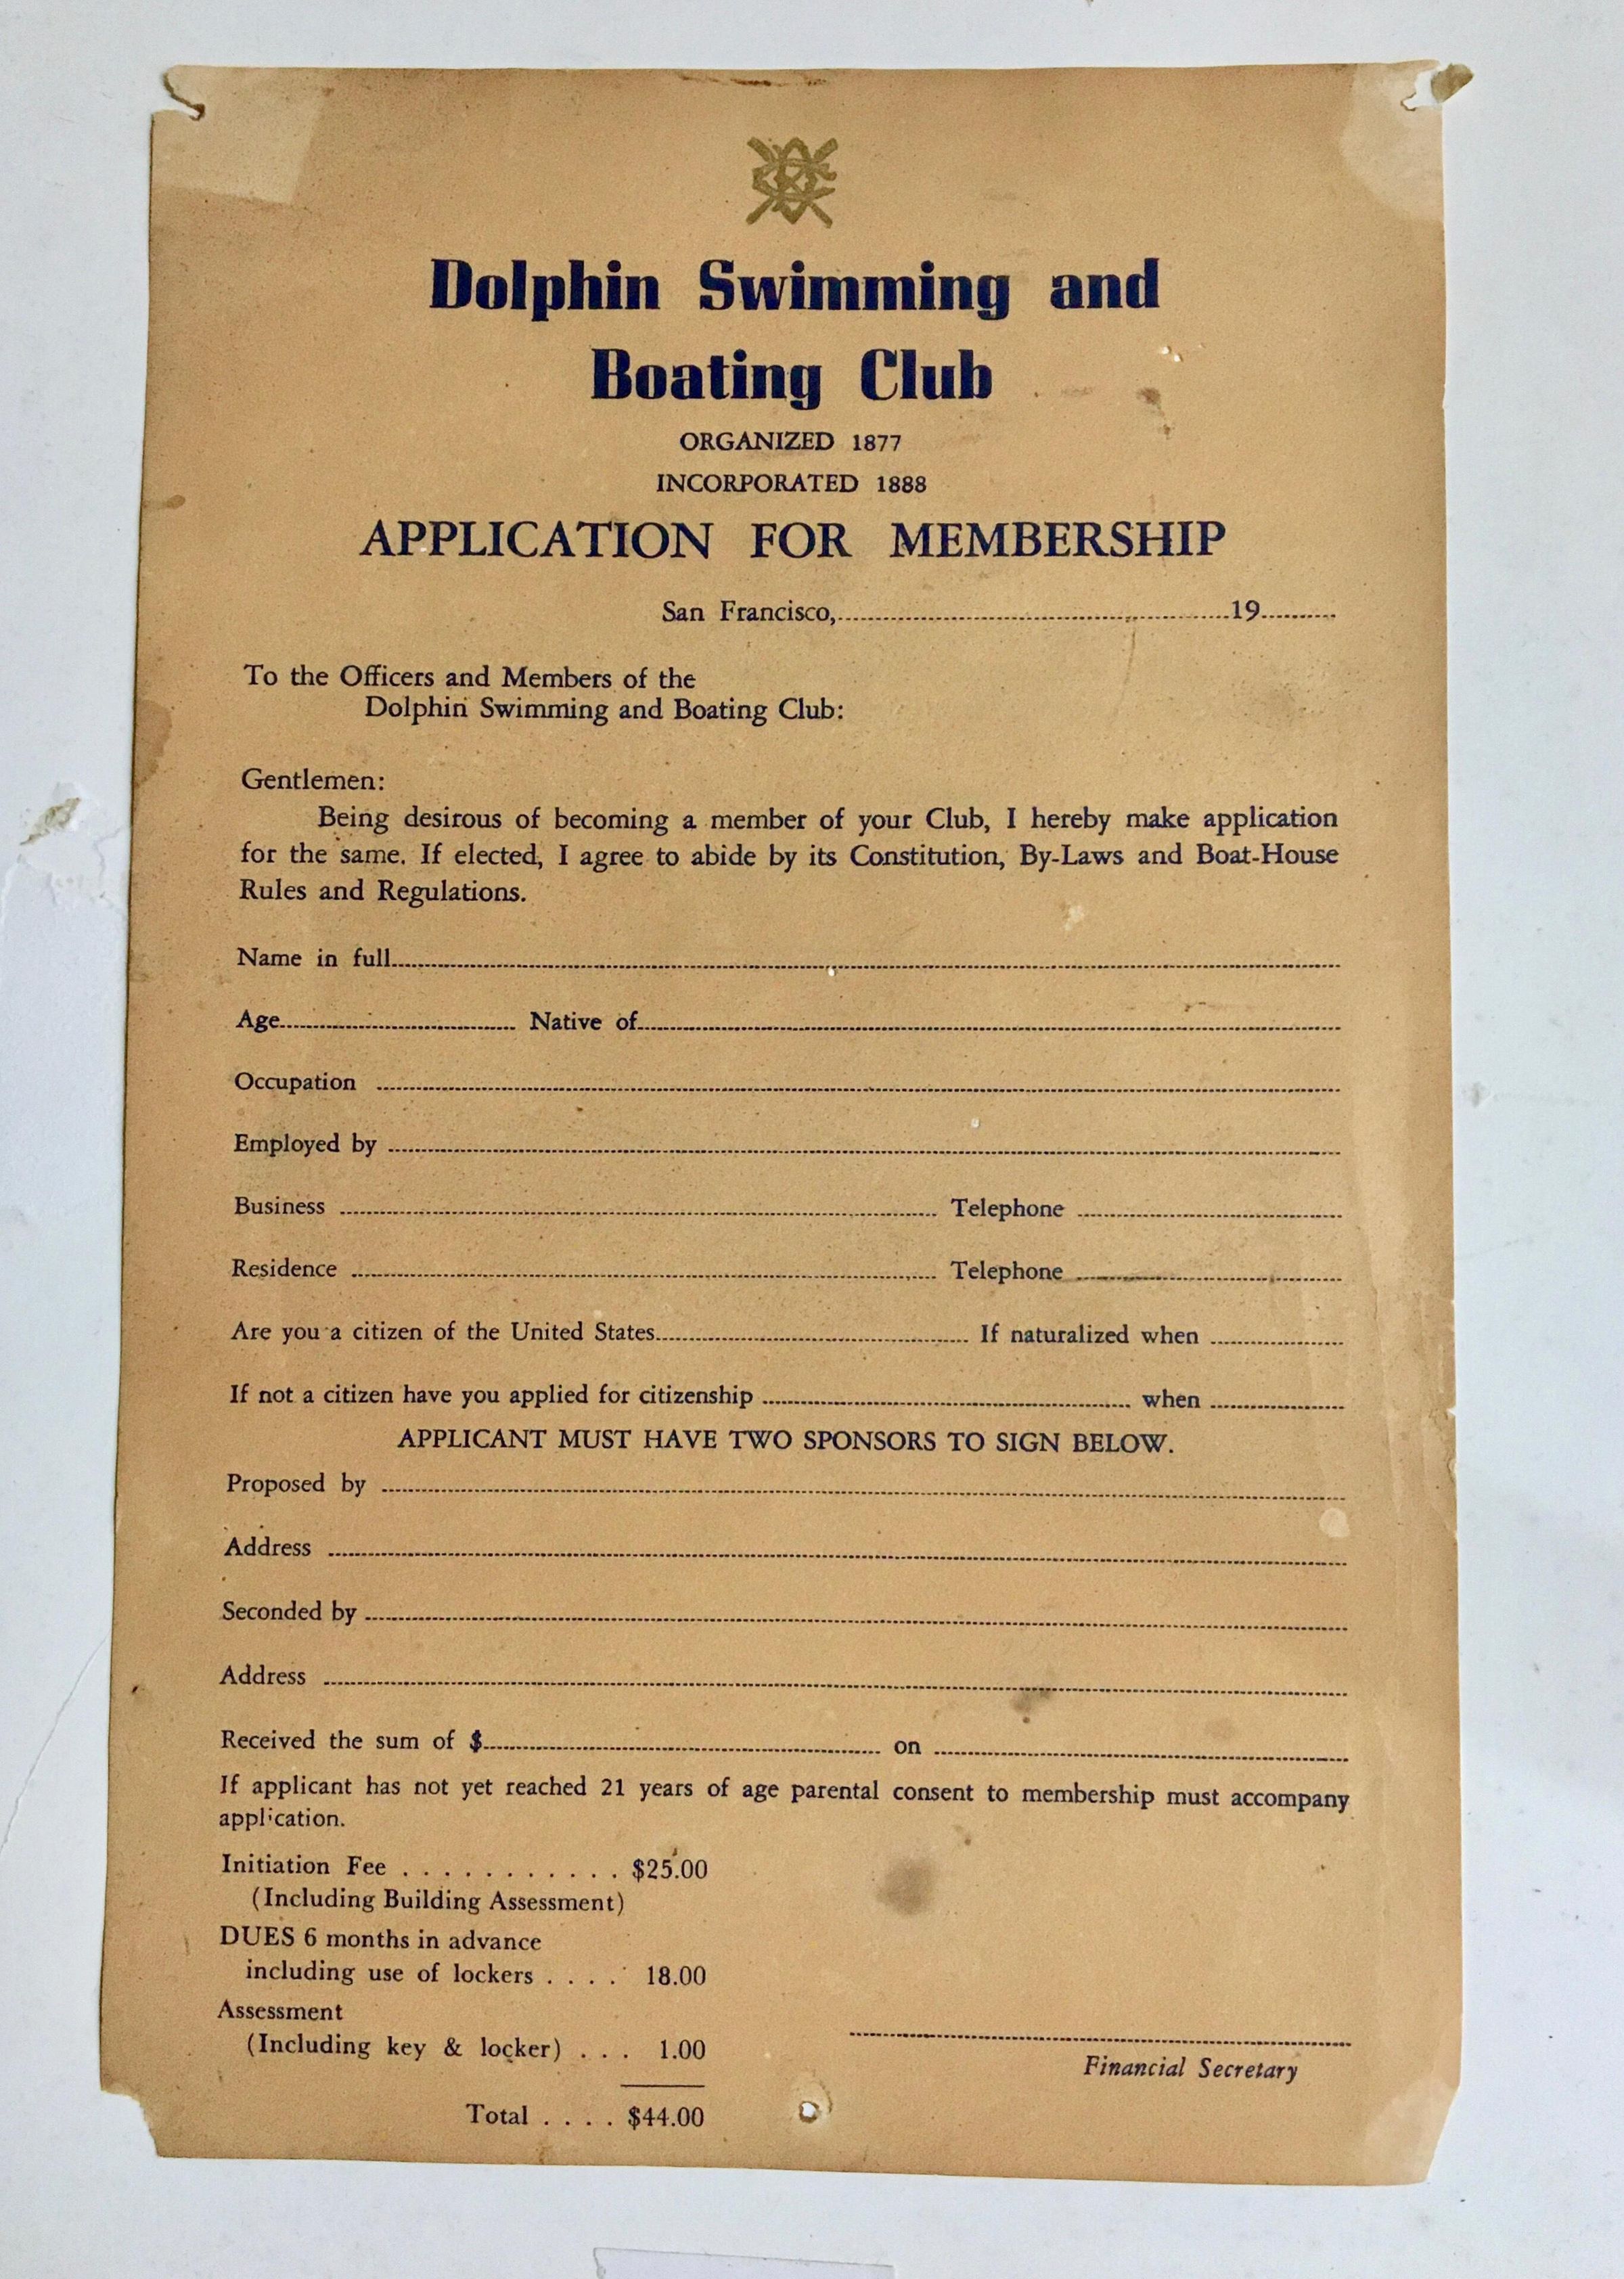 Dolphin Swimming and
Boating Club
ORGANIZED 1877
INCORPORATED 1888
APPLICATION FOR MEMBERSHIP
San Francisco,..............................19..........
To the Officers and Members of the
Dolphin Swimming and Boating Club:
Gentlemen:
Being desirous of becoming a member of your Club, I hereby make application
for the same. If elected, I agree to abide by its Constitution, By-Laws and Boat-House
Rules and Regulations.
Name in full..............................
Age.............................. Native of..............................
Occupation ..............................
Employed by ..............................
Business .............................. Telephone ..............................
Residence .............................. Telephone ..............................
Are you a citizen of the United States.............................. If naturalized when ....................
If not a citizen have you applied for citizenship .............................. when ....................
APPLICANT MUST HAVE TWO SPONSORS TO SIGN BELOW.
Proposed by ..............................
Address ..............................
Seconded by ..............................
Address ..............................
Received the sum of $.............................. on ..............................
If applicant has not yet reached 21 years of age parental consent to membership must accompany
application.
Initiation Fee . . . . . . . . . . . $25.00
(Including Building Assessment)
DUES 6 months in advance
including use of lockers . . . . 18.00
Assessment
(Including key & locker) . . . 1.00
Total . . . . $44.00
Financial Secretary